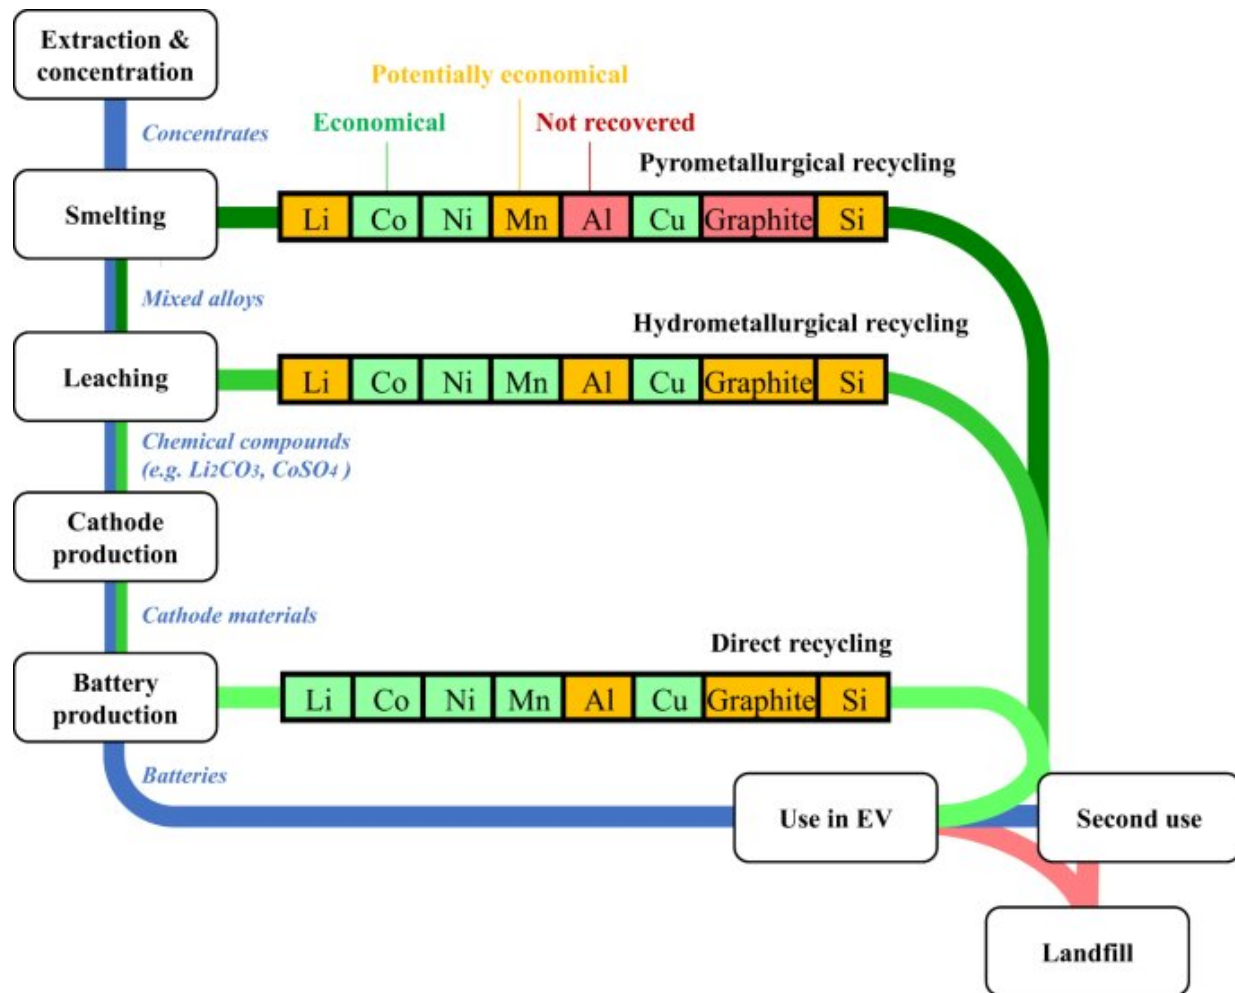 Extraction &
concentration
Potentially economical
Concentrates
Economical
Not recovered
Pyrometallurgical recycling
Smelting
Li Co Ni Mn Al Cu Graphite Si
Mixed alloys
Hydrometallurgical recycling
Leaching
Li Co Ni Mn Al Cu Graphite Si
Chemical compounds
(e.g. Li2CO3, CoSO4 )
Cathode
production
Cathode materials
Direct recycling
Battery
production
Li Co Ni Mn Al Cu Graphite Si
Batteries
Use in EV
Second use
Landfill